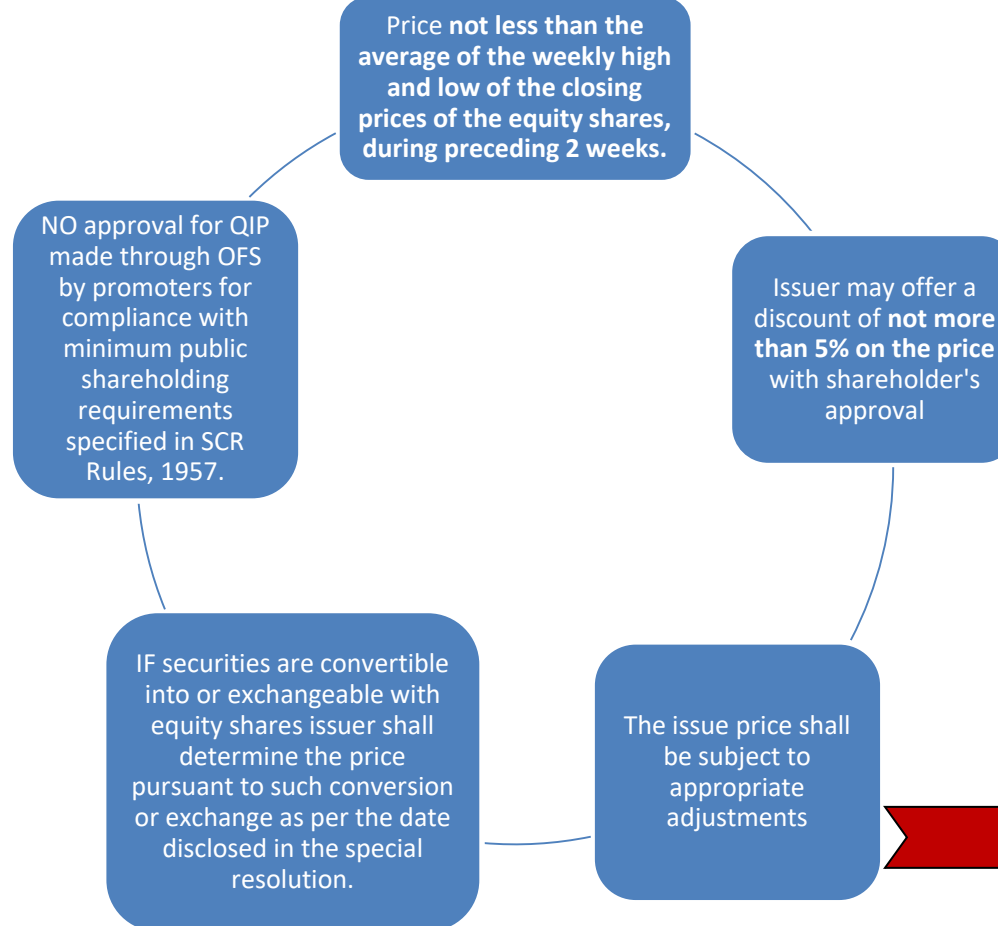 Price not less than the
average of the weekly high
and low of the closing
prices of the equity shares,
during preceding 2 weeks.
Issuer may offer a
discount of not more
than 5% on the price
with shareholder's
approval
The issue price shall
be subject to
appropriate
adjustments
IF securities are convertible
into or exchangeable with
equity shares issuer shall
determine the price
pursuant to such conversion
or exchange as per the date
disclosed in the special
resolution.
NO approval for QIP
made through OFS
by promoters for
compliance with
minimum public
shareholding
requirements
specified in SCR
Rules, 1957.